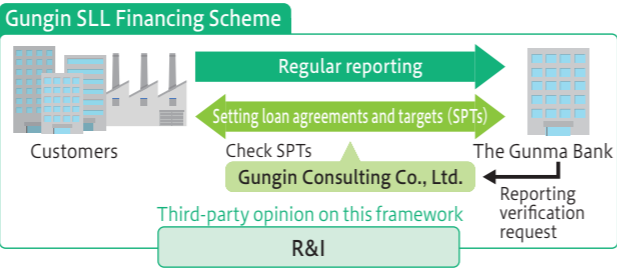 Gungin SLL Financing Scheme
Regular reporting
Setting loan agreements and targets (SPTs)
Customers
Check SPTs
The Gunma Bank
Gungin Consulting Co., Ltd.
Reporting
verification
request
Third-party opinion on this framework
R&I